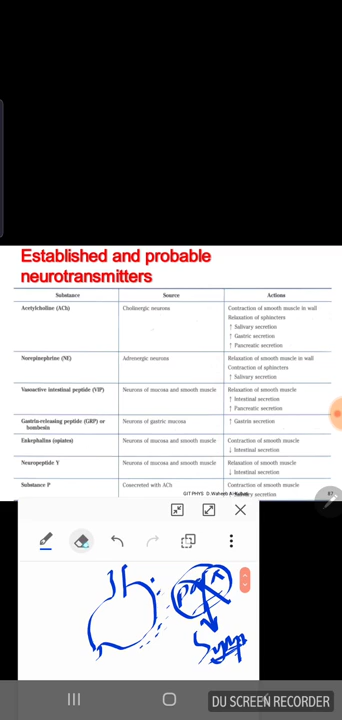 Established and probable
neurotransmitters
Substance Source Actions
Acetylcholine (ACh) Cholinergic neurons Contraction of smooth muscle in wall
Relaxation of sphincters
↑ Salivary secretion
↑ Gastric secretion
↑ Pancreatic secretion
Norepinephrine (NE) Adrenergic neurons Relaxation of smooth muscle in wall
Contraction of sphincters
↑ Salivary secretion
Vasoactive intestinal peptide (VIP) Neurons of mucosa and smooth muscle Relaxation of smooth muscle
↑ Intestinal secretion
↑ Pancreatic secretion
Gastrin-releasing peptide (GRP) or Neurons of gastric mucosa ↑ Gastrin secretion
bombesin
Enkephalins (opiates) Neurons of mucosa and smooth muscle Contraction of smooth muscle
↓ Intestinal secretion
Neuropeptide Y Neurons of mucosa and smooth muscle Relaxation of smooth muscle
↓ Intestinal secretion
Substance P Cosecreted with ACh Contraction of smooth muscle
GIT PHYS D.Waheeb secretion
DU SCREEN RECORDER